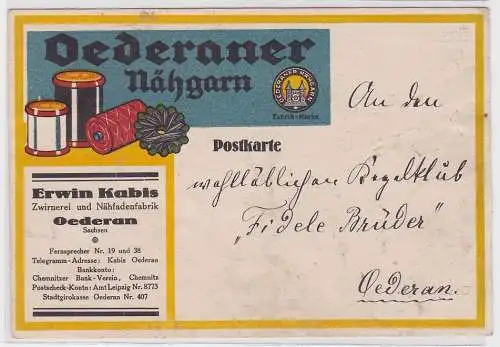 Oederaner
Nähgarn
OEDERANER NÄHGARN
Fabrik-Marke
Postkarte
An den
wohllöblichen Kegelklub
"Fidele Brüder"
Oederan.
Erwin Kabis
Zwirnerei und Nähfadenfabrik
Oederan
Sachsen
Fernsprecher Nr. 19 und 38
Telegramm-Adresse: Kabis Oederan
Bankkonto:
Chemnitzer Bank-Verein, Chemnitz
Postscheck-Konto: Amt Leipzig Nr. 8773
Stadtgirokasse Oederan Nr. 407